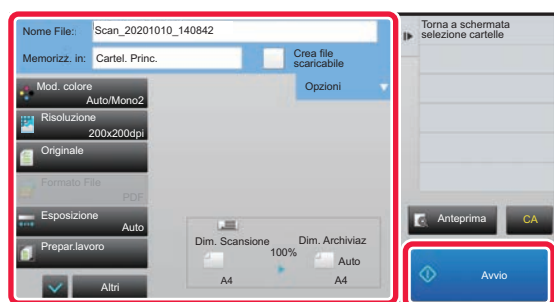 Nome File:
Scan_20201010_140842
Memorizz. in:
Cartel. Princ.
Crea file
scaricabile
Opzioni
Mod. colore
Auto/Mono2
Risoluzione
200x200dpi
Originale
Formato File
PDF
Esposizione
Auto
Prepar.lavoro
Altri
Dim. Scansione
100%
Dim. Archiviaz
Auto
A4
A4
Torna a schermata
selezione cartelle
Anteprima
CA
Avvio